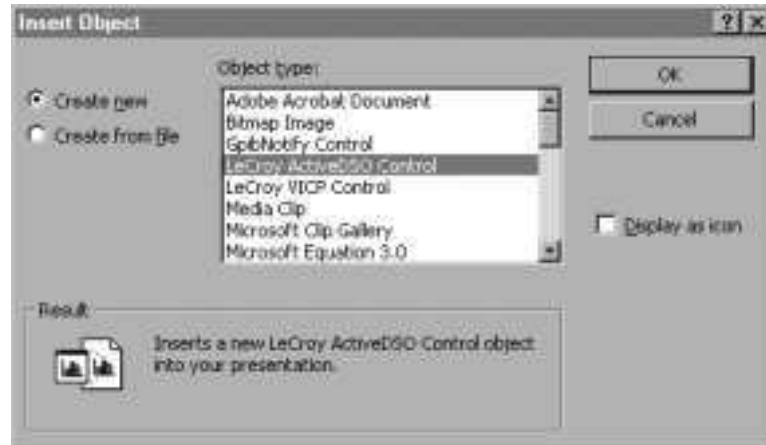 Insert Object
? ×
Object type:
Create new
Create from file
Adobe Acrobat Document
Bitmap Image
GpibNotify Control
LeCroy ActiveDSO Control
LeCroy VICP Control
Media Clip
Microsoft Clip Gallery
Microsoft Equation 3.0
OK
Cancel
Display as icon
Result
Inserts a new LeCroy ActiveDSO Control object
into your presentation.